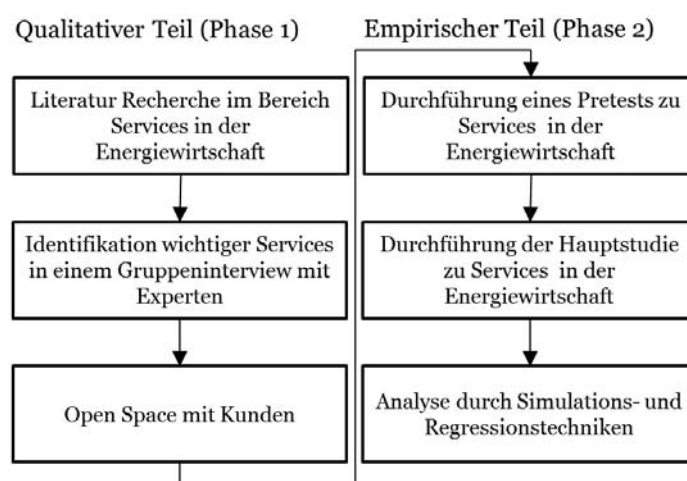 Qualitativer Teil (Phase 1)
Literatur Recherche im Bereich
Services in der
Energiewirtschaft
Identifikation wichtiger Services
in einem Gruppeninterview mit
Experten
Open Space mit Kunden
Empirischer Teil (Phase 2)
Durchführung eines Pretests zu
Services in der
Energiewirtschaft
Durchführung der Hauptstudie
zu Services in der
Energiewirtschaft
Analyse durch Simulations- und
Regressionstechniken